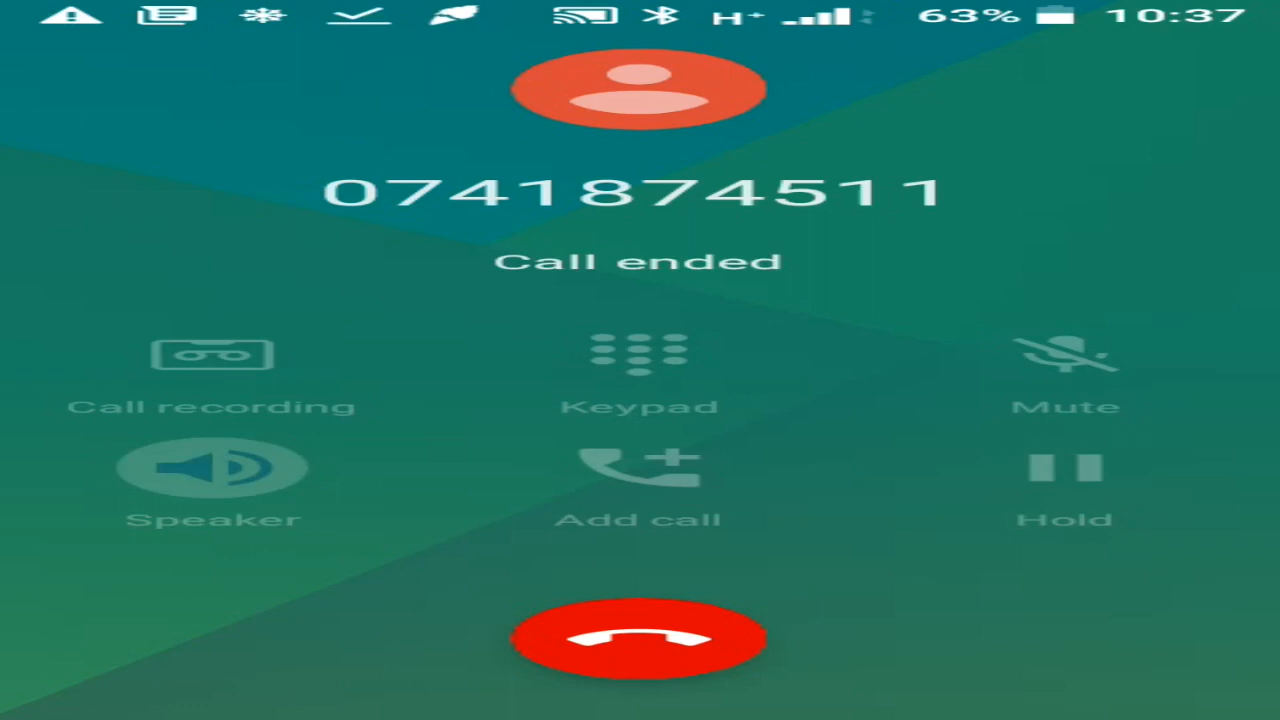 H+ 63% 10:37
0741874511
Call ended
Call recording Keypad Mute
Speaker Add call Hold